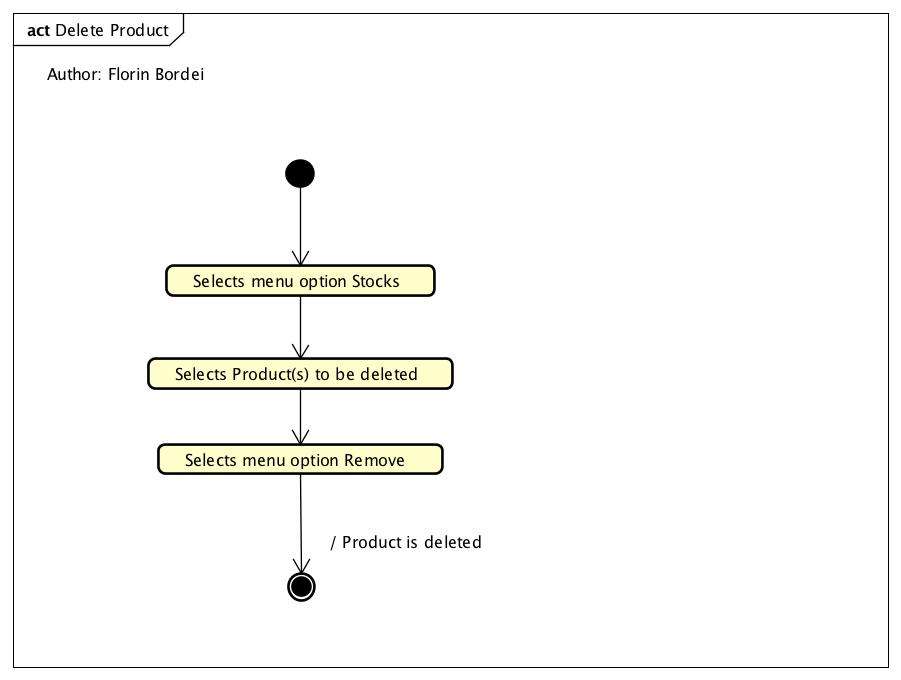 act Delete Product
Author: Florin Bordei
Selects menu option Stocks
Selects Product(s) to be deleted
Selects menu option Remove
/ Product is deleted